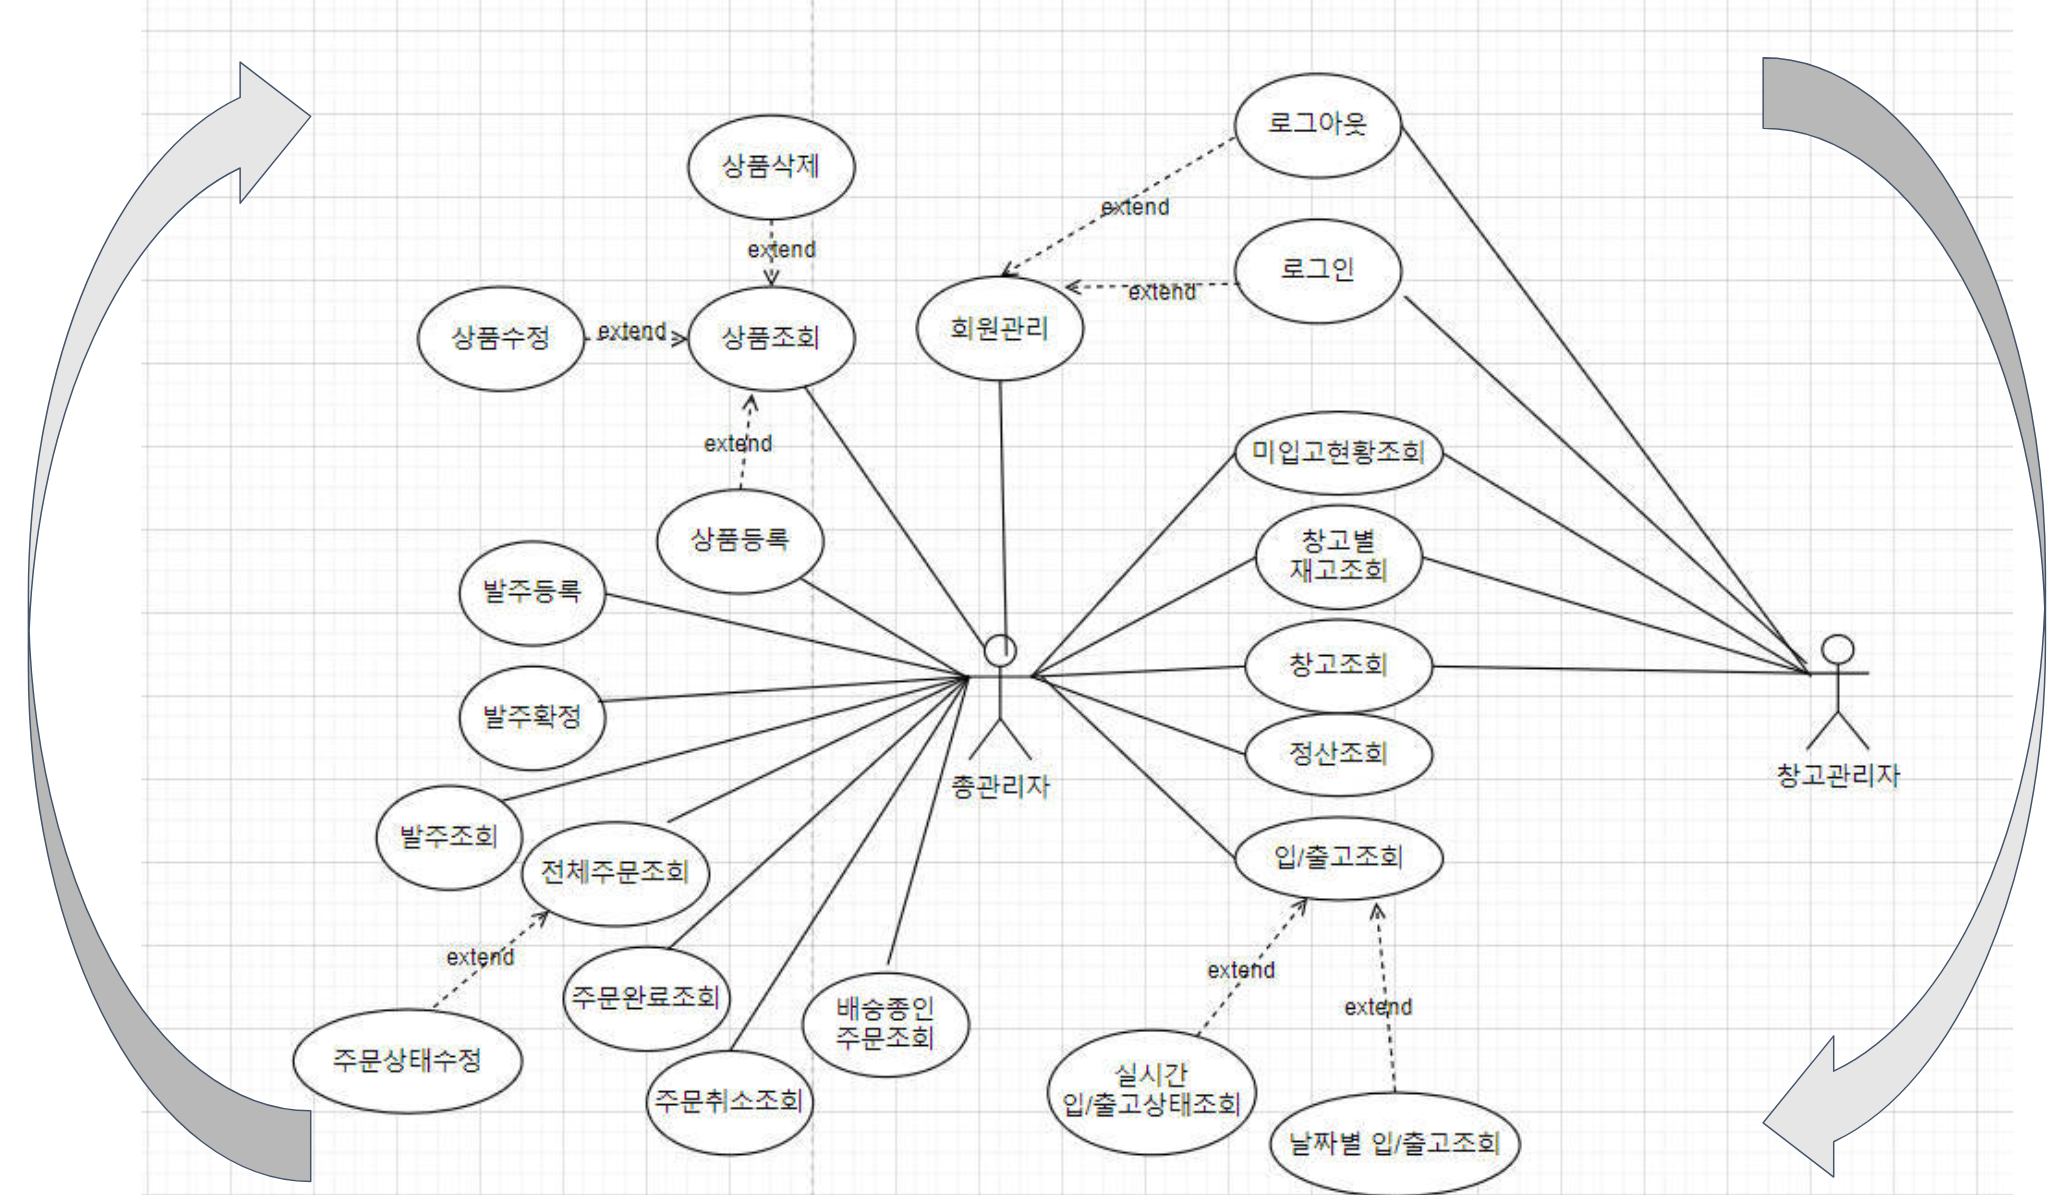 로그아웃
상품삭제
extend
extend
로그인
extend
회원관리
상품수정
extend
상품조회
extend
미입고현황조회
상품등록
창고별
재고조회
발주등록
창고조회
발주확정
정산조회
총관리자
창고관리자
발주조회
전체주문조회
입/출고조회
extend
extend
주문완료조회
배송중인
주문조회
extend
주문상태수정
주문취소조회
실시간
입/출고상태조회
날짜별 입/출고조회